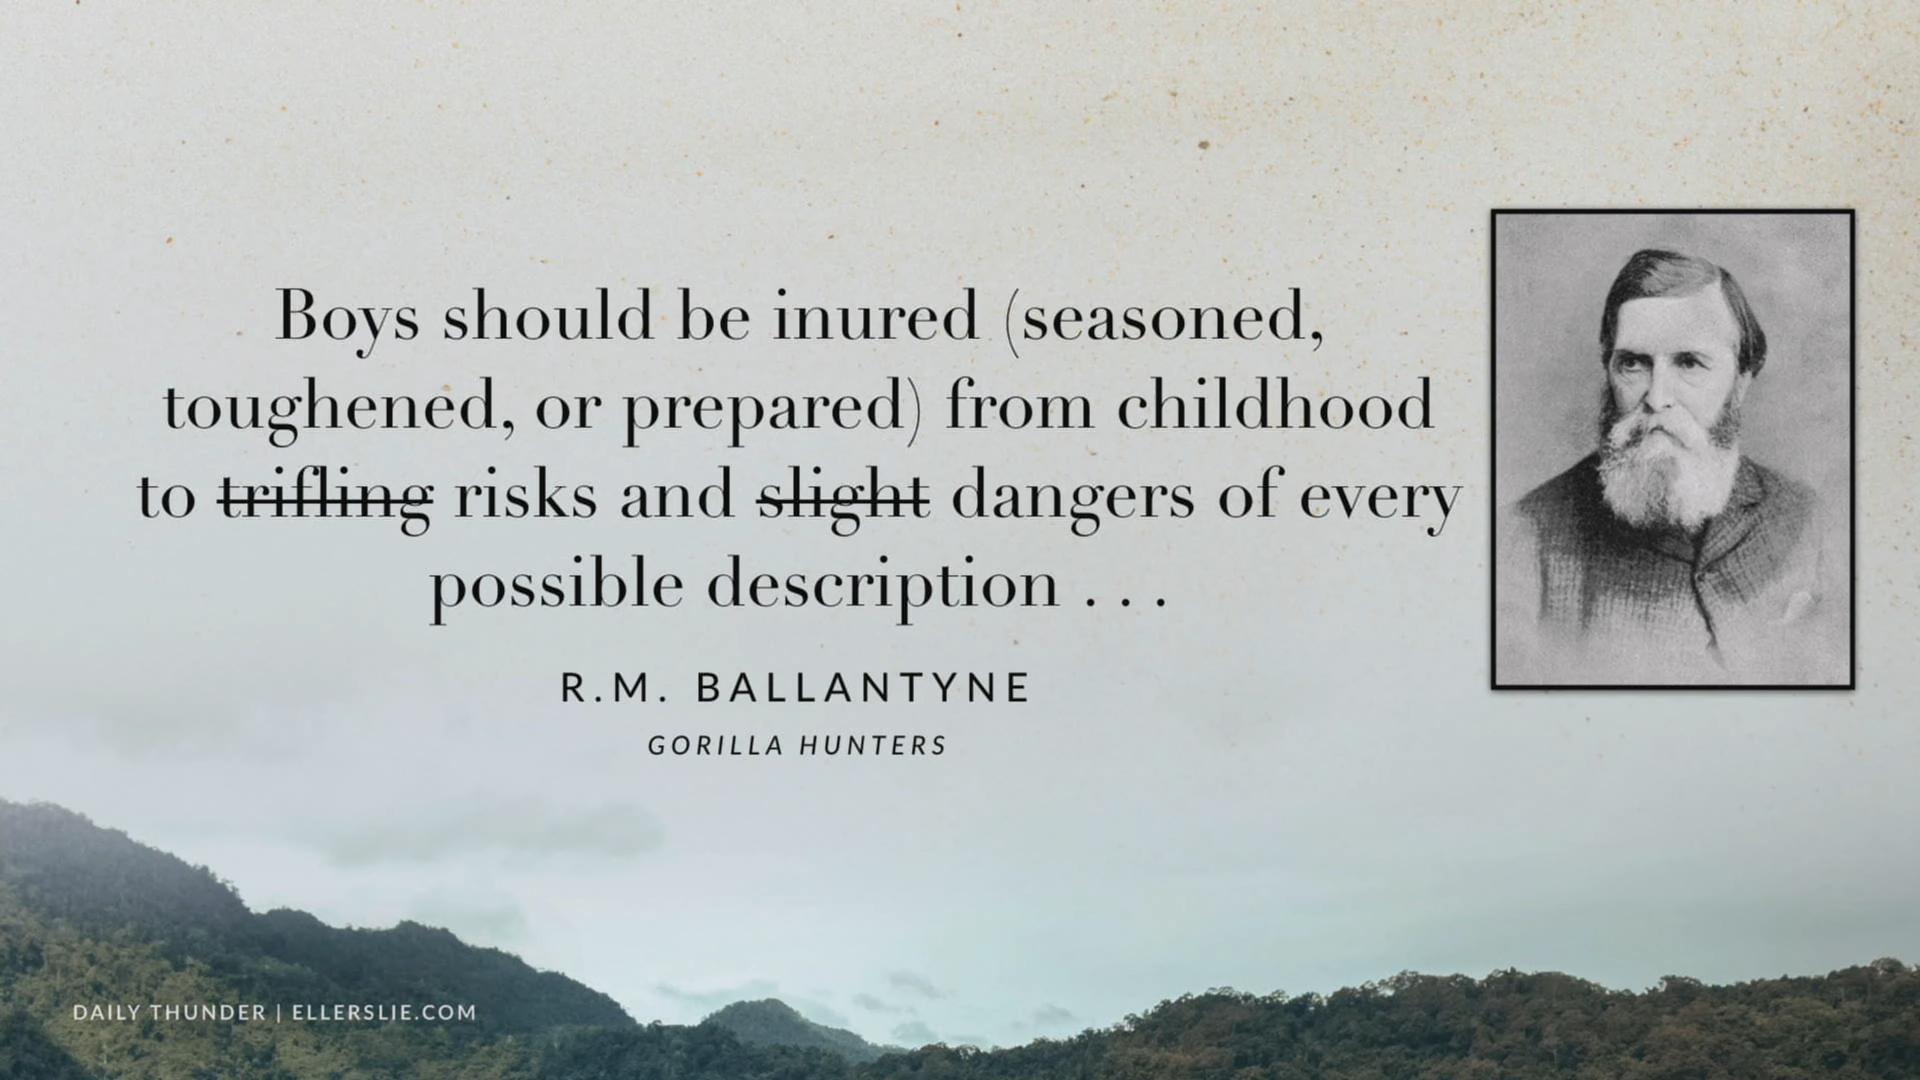 Boys should be inured (seasoned,
toughened, or prepared) from childhood
to trifling risks and slight dangers of every
possible description . . .
R.M. BALLANTYNE
GORILLA HUNTERS
DAILY THUNDER | ELLERSLIE.COM